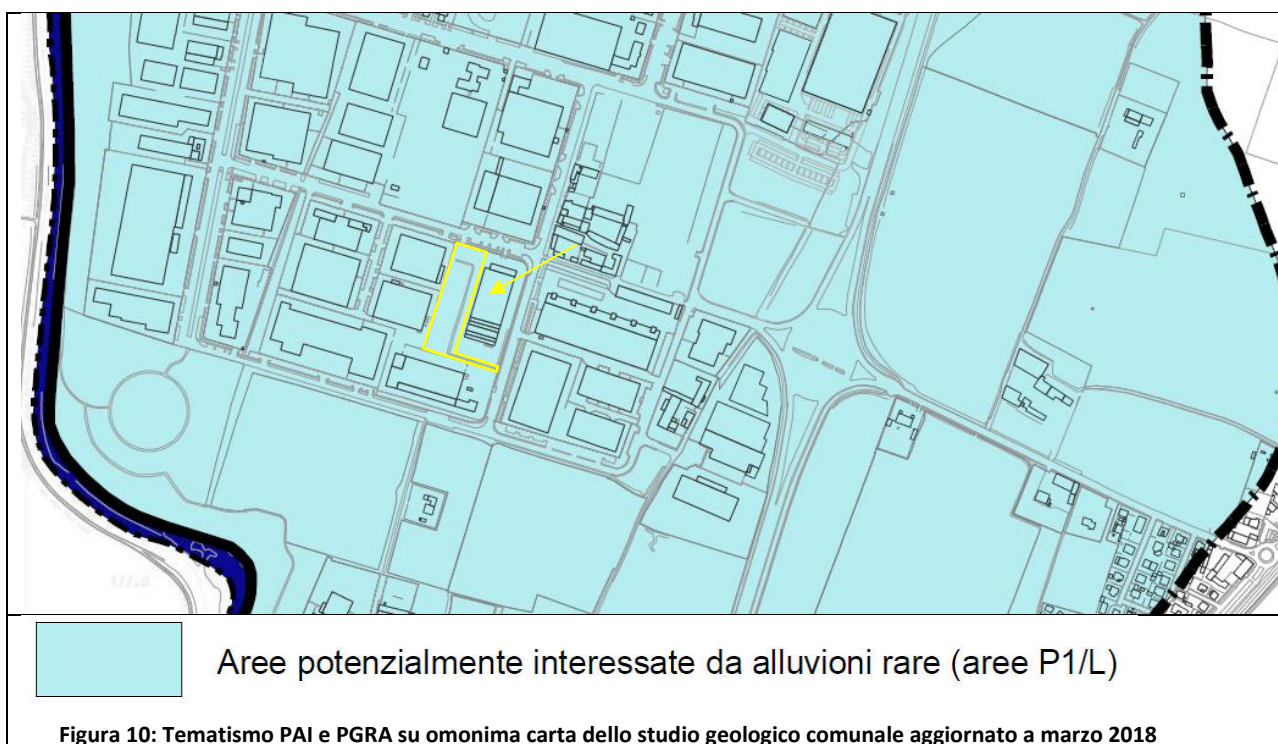 Aree potenzialmente interessate da alluvioni rare (aree P1/L)
Figura 10: Tematismo PAI e PGRA su omonima carta dello studio geologico comunale aggiornato a marzo 2018